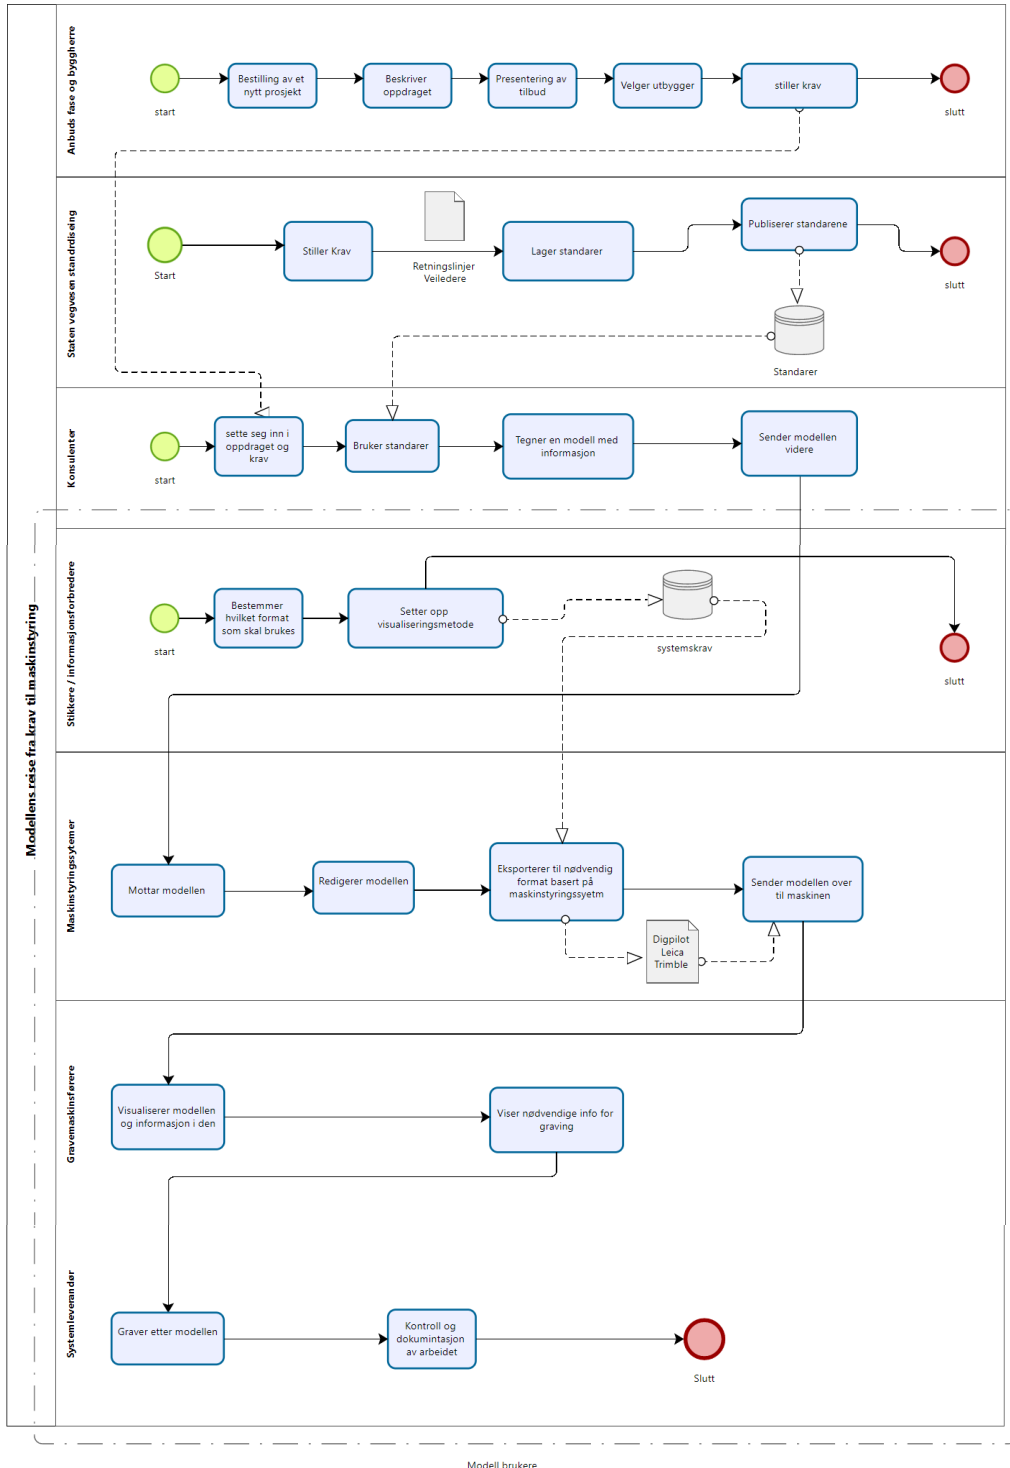 Modellens reise fra krav til maskinstyring
Anbuds fase og byggherre
start
Bestilling av et
nytt prosjekt
Beskriver
oppdraget
Presentering av
tilbud
Velger utbygger
stiller krav
slutt
Staten vegvesen standirdiseing
Start
Stiller Krav
Retningslinjer
Veiledere
Lager standarer
Publiserer standarene
slutt
Standarer
Konsulenter
start
sette seg inn i
oppdraget og
krav
Bruker standarer
Tegner en modell med
informasjon
Sender modellen
videre
Stikkere / informasjonsforbredere
start
Bestemmer
hvilket format
som skal brukes
Setter opp
visualiseringsmetode
systemskrav
slutt
Maskinstyringssytemer
Mottar modellen
Redigerer modellen
Eksporterer til nødvendig
format basert på
maskinstyringssyetm
Digpilot
Leica
Trimble
Sender modellen over
til maskinen
Gravemaskinsførere
Visualiserer modellen
og informasjon i den
Viser nødvendige info for
graving
Systemleverandør
Graver etter modellen
Kontroll og
dokumintasjon
av arbeidet
Slutt
Modell brukere